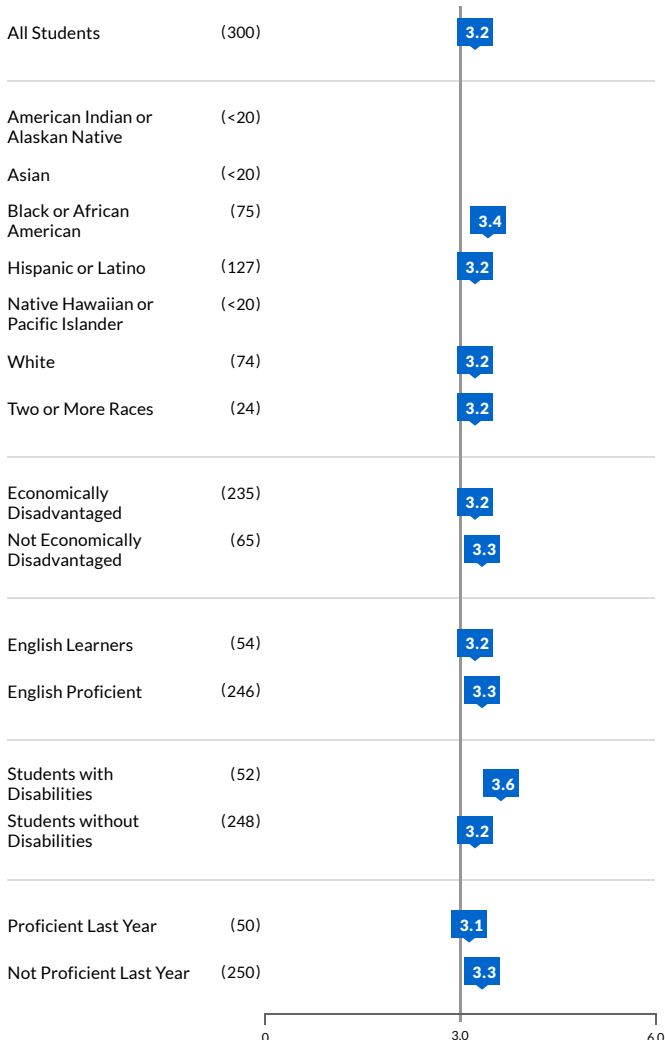 All Students (300) 3.2
American Indian or (<20)
Alaskan Native
Asian (<20)
Black or African (75) 3.4
American
Hispanic or Latino (127) 3.2
Native Hawaiian or (<20)
Pacific Islander
White (74) 3.2
Two or More Races (24) 3.2
Economically (235) 3.2
Disadvantaged
Not Economically (65) 3.3
Disadvantaged
English Learners (54) 3.2
English Proficient (246) 3.3
Students with (52) 3.6
Disabilities
Students without (248) 3.2
Disabilities
Proficient Last Year (50) 3.1
Not Proficient Last Year (250) 3.3
0 3.0 6.0